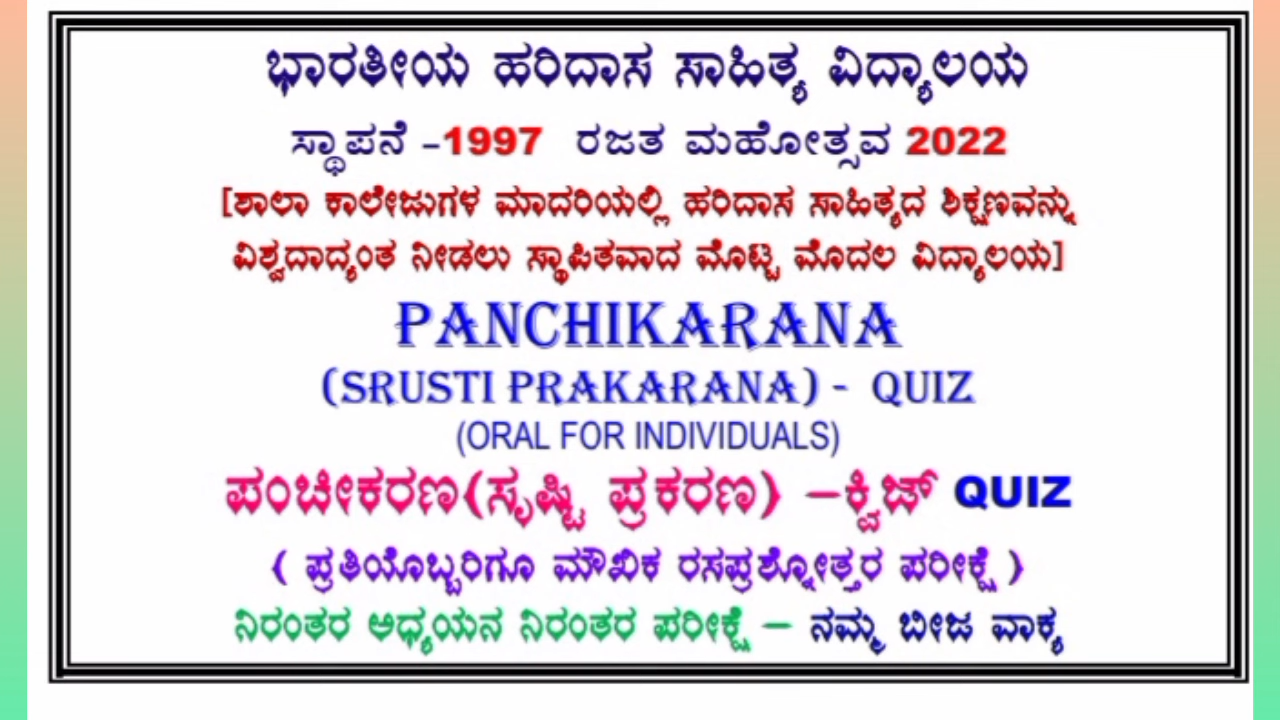 ಭಾರತೀಯ ಹರಿದಾಸ ಸಾಹಿತ್ಯ ವಿದ್ಯಾಲಯ
ಸ್ಥಾಪನೆ -1997 ರಜತ ಮಹೋತ್ಸವ 2022
[ಶಾಲಾ ಕಾಲೇಜುಗಳ ಮಾದರಿಯಲ್ಲಿ ಹರಿದಾಸ ಸಾಹಿತ್ಯದ ಶಿಕ್ಷಣವನ್ನು
ವಿಶ್ವದಾದ್ಯಂತ ನೀಡಲು ಸ್ಥಾಪಿತವಾದ ಮೊಟ್ಟ ಮೊದಲ ವಿದ್ಯಾಲಯ]
PANCHIKARANA
(SRUSTI PRAKARANA) - QUIZ
(ORAL FOR INDIVIDUALS)
ಪಂಚೀಕರಣ(ಸೃಷ್ಟಿ ಪ್ರಕರಣ) –ಕ್ವಿಜ್ QUIZ
( ಪ್ರತಿಯೊಬ್ಬರಿಗೂ ಮೌಖಿಕ ರಸಪ್ರಶ್ನೋತ್ತರ ಪರೀಕ್ಷೆ )
ನಿರಂತರ ಅಧ್ಯಯನ ನಿರಂತರ ಪರೀಕ್ಷೆ – ನಮ್ಮ ಬೀಜ ವಾಕ್ಯ